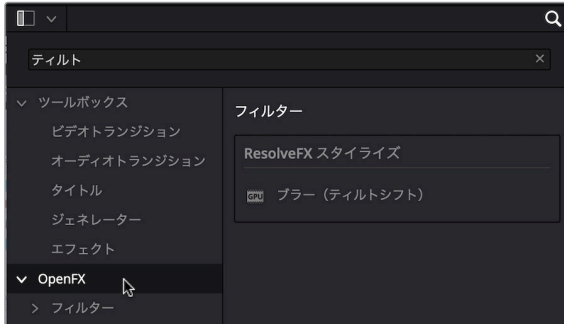 ティルト
ツールボックス
ビデオトランジション
オーディオトランジション
タイトル
ジェネレーター
エフェクト
OpenFX
フィルター
フィルター
ResolveFX スタイライズ
GPU ブラー（ティルトシフト）